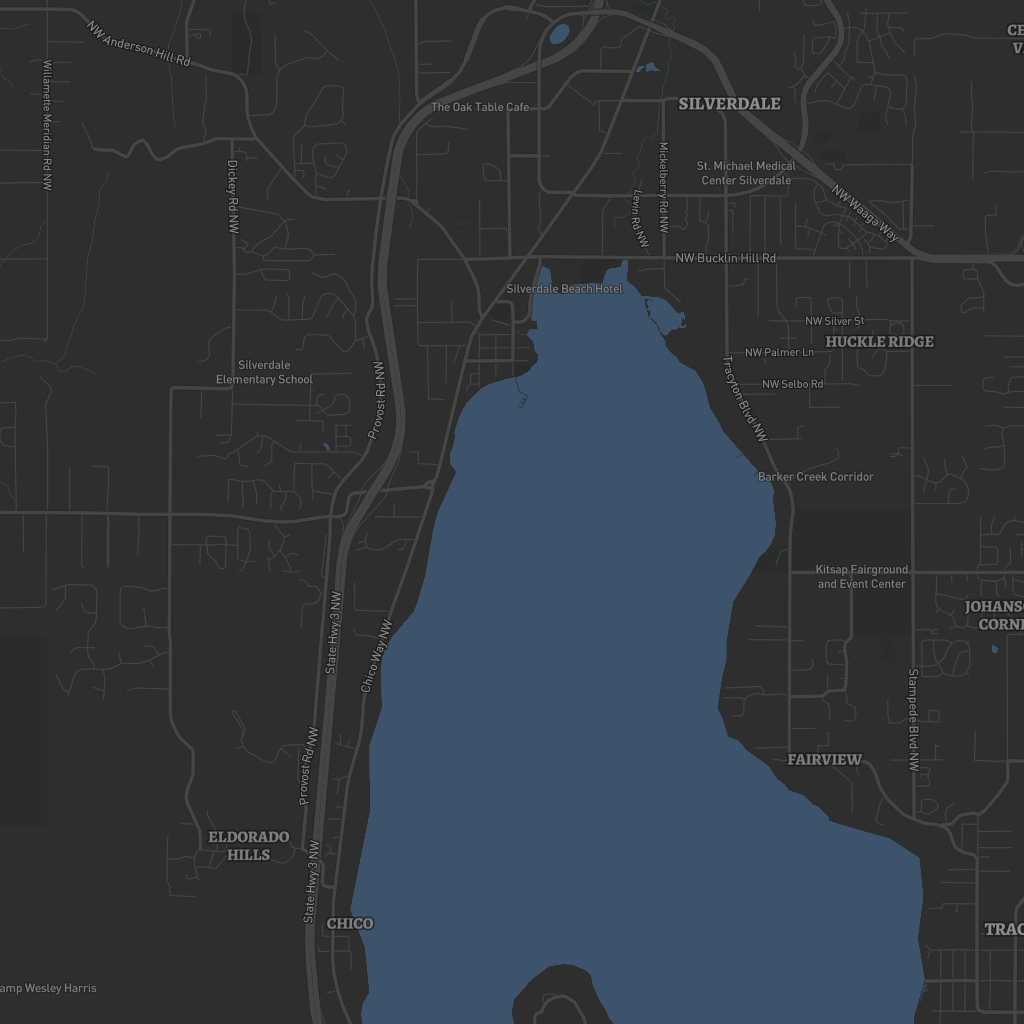 NW Anderson Hill Rd
Willamette Meridian Rd NW
The Oak Table Cafe
SILVERDALE
Dickey Rd NW
Mickelberry Rd NW
Levin Rd NW
St. Michael Medical
Center Silverdale
NW Waaga Way
NW Bucklin Hill Rd
Silverdale Beach Hotel
NW Silver St
HUCKLE RIDGE
NW Palmer Ln
NW Selbo Rd
Silverdale
Elementary School
Provost Rd NW
Tracyton Blvd NW
Barker Creek Corridor
Kitsap Fairground
and Event Center
State Hwy 3 NW
Chico Way NW
Stampede Blvd NW
Provost Rd NW
FAIRVIEW
ELDORADO
HILLS
State Hwy 3 NW
CHICO
amp Wesley Harris